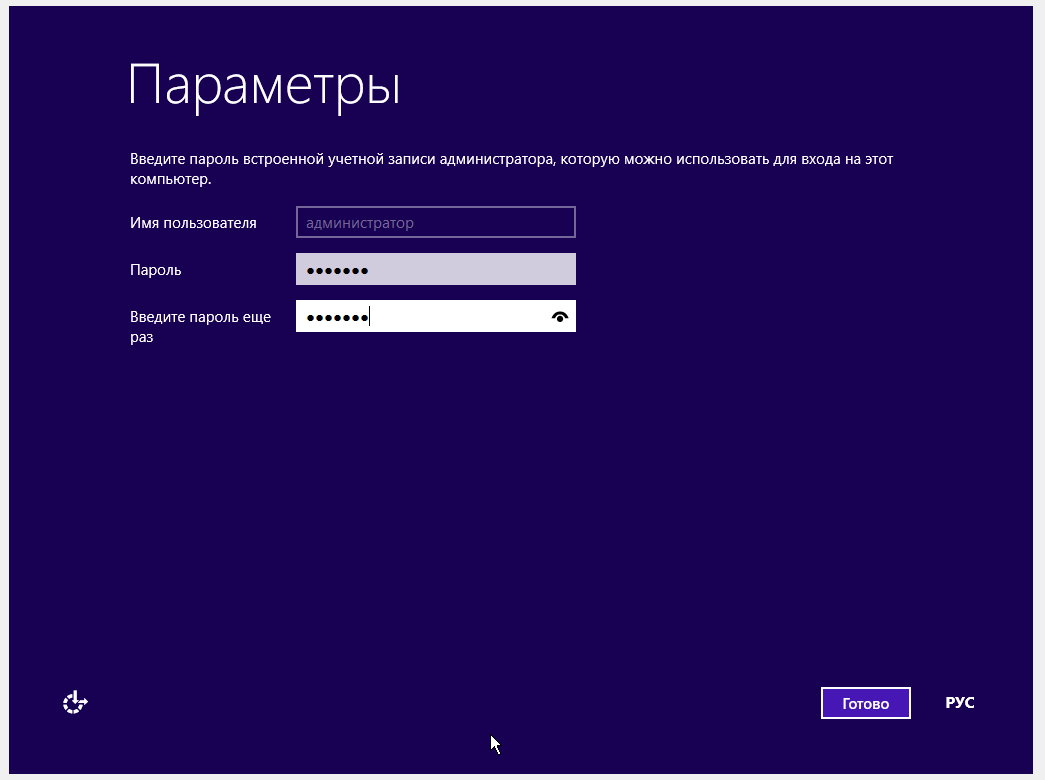 Параметры
Введите пароль встроенной учетной записи администратора, которую можно использовать для входа на этот
компьютер.
Имя пользователя
администратор
Пароль
●●●●●●●
Введите пароль еще
●●●●●●●
раз
Готово
РУС